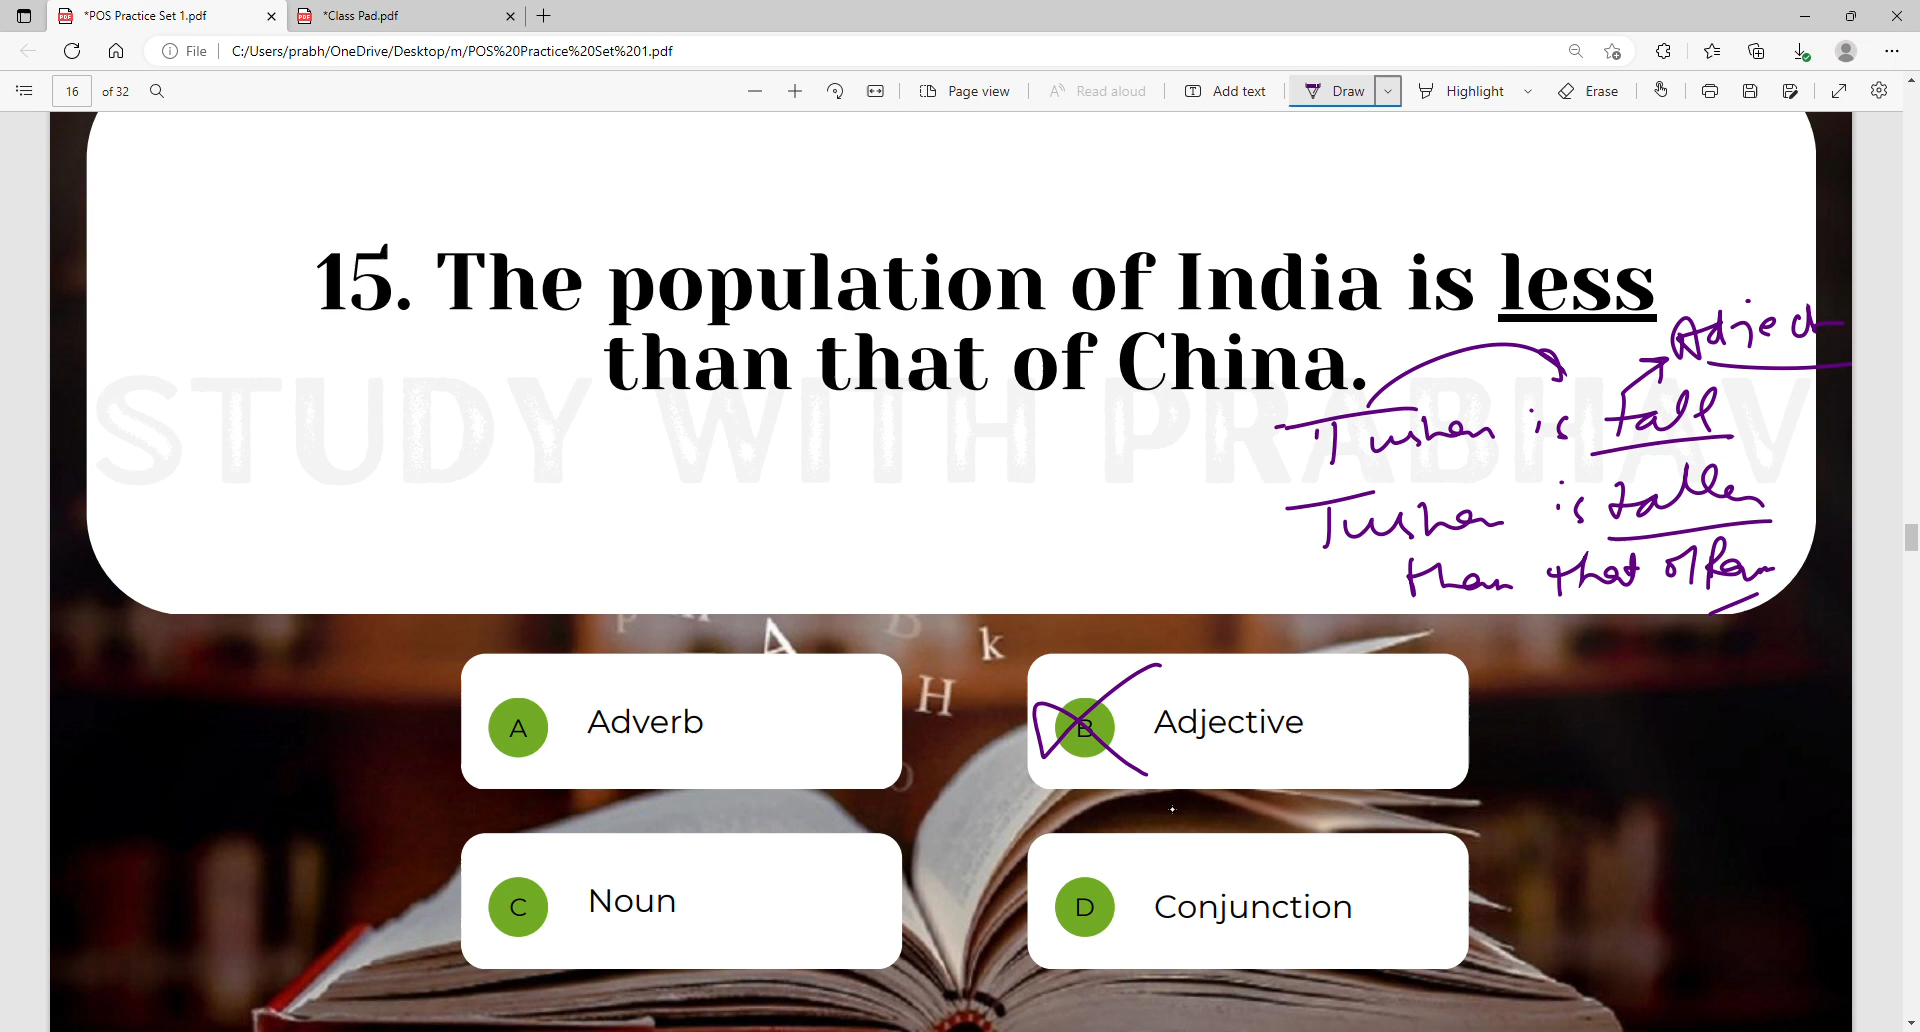 *POS Practice Set 1.pdf
*Class Pad.pdf
File
C:/Users/prabh/OneDrive/Desktop/m/POS%20Practice%20Set%201.pdf
16 of 32
Page view
Read aloud
Add text
Draw
Highlight
Erase
15. The population of India is less
than that of China.
Adject
STUDY WITH PRABHAV
Tushar is tall
Tushar is taller
than that of Ram
A Adverb
B Adjective
C Noun
D Conjunction
A
k
H